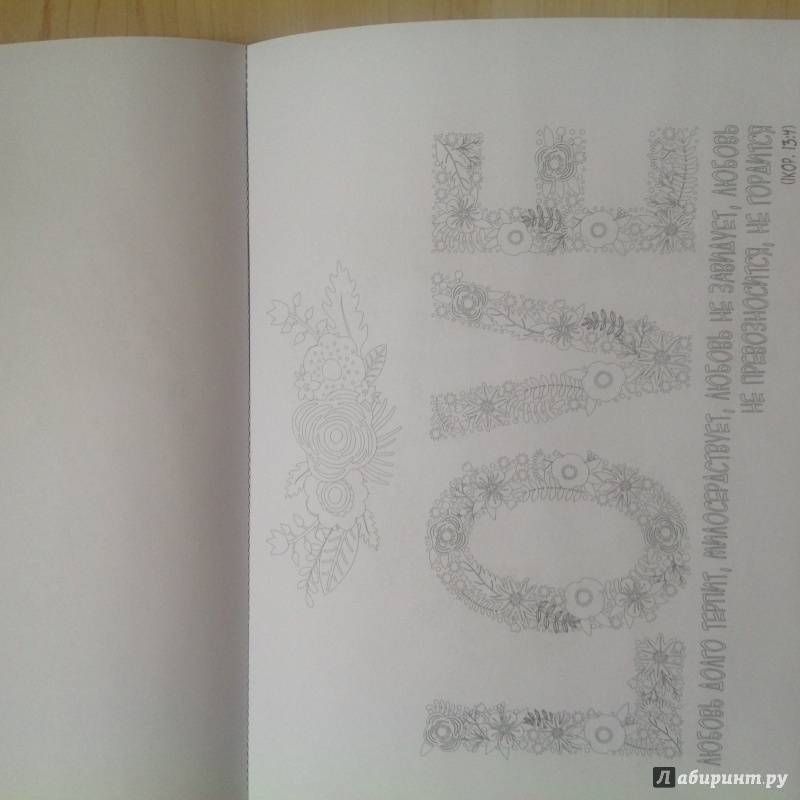 LOVE
ЛЮБОВЬ ДОЛГО ТЕРПИТ, МИЛОСЕРДСТВУЕТ, ЛЮБОВЬ НЕ ЗАВИДУЕТ, ЛЮБОВЬ
НЕ ПРЕВОЗНОСИТСЯ, НЕ ГОРДИТСЯ
(1КОР. 13:4)
Лабиринт.ру